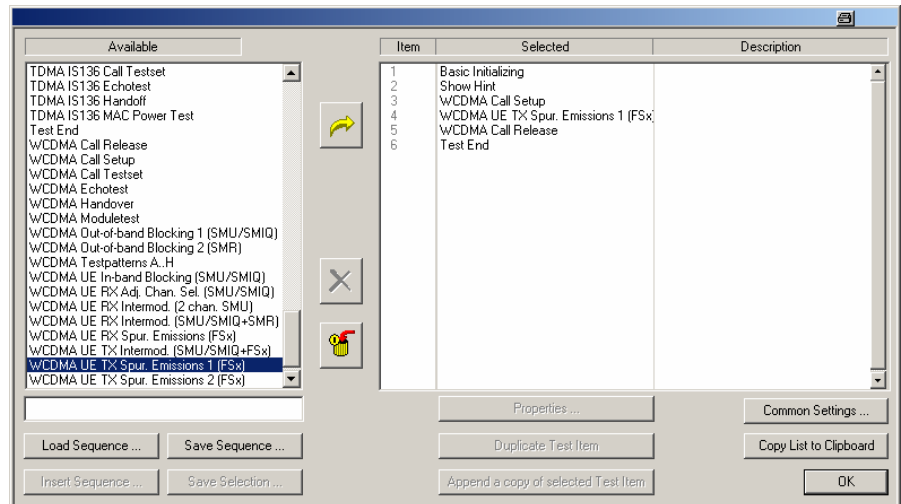 Available
Item Selected Description
TDMA IS136 Call Testset
TDMA IS136 Echotest
TDMA IS136 Handoff
TDMA IS136 MAC Power Test
Test End
WCDMA Call Release
WCDMA Call Setup
WCDMA Call Testset
WCDMA Echotest
WCDMA Handover
WCDMA Moduletest
WCDMA Out-of-band Blocking 1 (SMU/SMIQ)
WCDMA Out-of-band Blocking 2 (SMR)
WCDMA Testpatterns A..H
WCDMA UE In-band Blocking (SMU/SMIQ)
WCDMA UE RX Adj. Chan. Sel. (SMU/SMIQ)
WCDMA UE RX Intermod. (2 chan. SMU)
WCDMA UE RX Intermod. (SMU/SMIQ+SMR)
WCDMA UE RX Spur. Emissions (FSx)
WCDMA UE TX Intermod. (SMU/SMIQ+FSx)
WCDMA UE TX Spur. Emissions 1 (FSx)
WCDMA UE TX Spur. Emissions 2 (FSx)
1 Basic Initializing
2 Show Hint
3 WCDMA Call Setup
4 WCDMA UE TX Spur. Emissions 1 (FSx)
5 WCDMA Call Release
6 Test End
Load Sequence ... Save Sequence ...
Insert Sequence ... Save Selection ...
Properties ...
Duplicate Test Item
Append a copy of selected Test Item
Common Settings ...
Copy List to Clipboard
OK